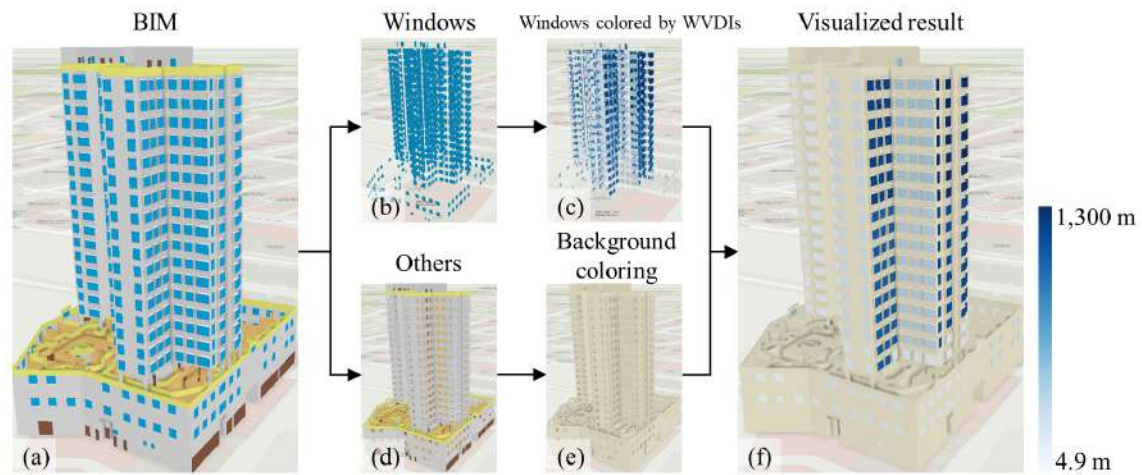 BIM
Windows
Windows colored by WVDIs
Visualized result
(b)
(c)
1,300 m
Others
Background
coloring
(a)
(d)
(e)
(f)
4.9 m